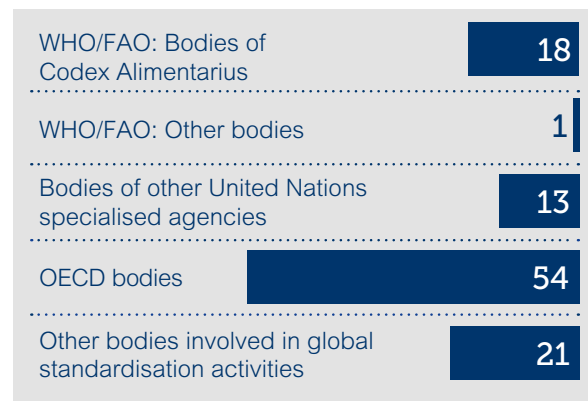 WHO/FAO: Bodies of
Codex Alimentarius
18
WHO/FAO: Other bodies
1
Bodies of other United Nations
specialised agencies
13
OECD bodies
54
Other bodies involved in global
standardisation activities
21